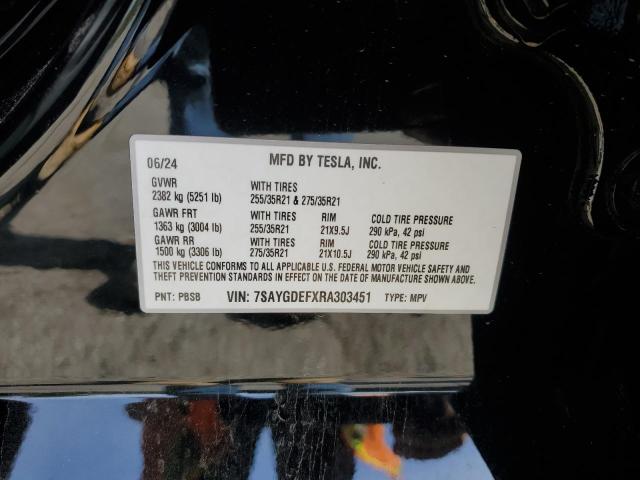 06/24 MFD BY TESLA, INC.
GVWR WITH TIRES
2382 kg (5251 lb) 255/35R21 & 275/35R21
GAWR FRT WITH TIRES RIM COLD TIRE PRESSURE
1363 kg (3004 lb) 255/35R21 21X9.5J 290 kPa, 42 psi
GAWR RR WITH TIRES RIM COLD TIRE PRESSURE
1500 kg (3306 lb) 275/35R21 21X10.5J 290 kPa, 42 psi
THIS VEHICLE CONFORMS TO ALL APPLICABLE U.S. FEDERAL MOTOR VEHICLE SAFETY AND
THEFT PREVENTION STANDARDS IN EFFECT ON THE DATE OF MANUFACTURE SHOWN ABOVE.
PNT: PBSB VIN: 7SAYGDEFXRA303451 TYPE: MPV